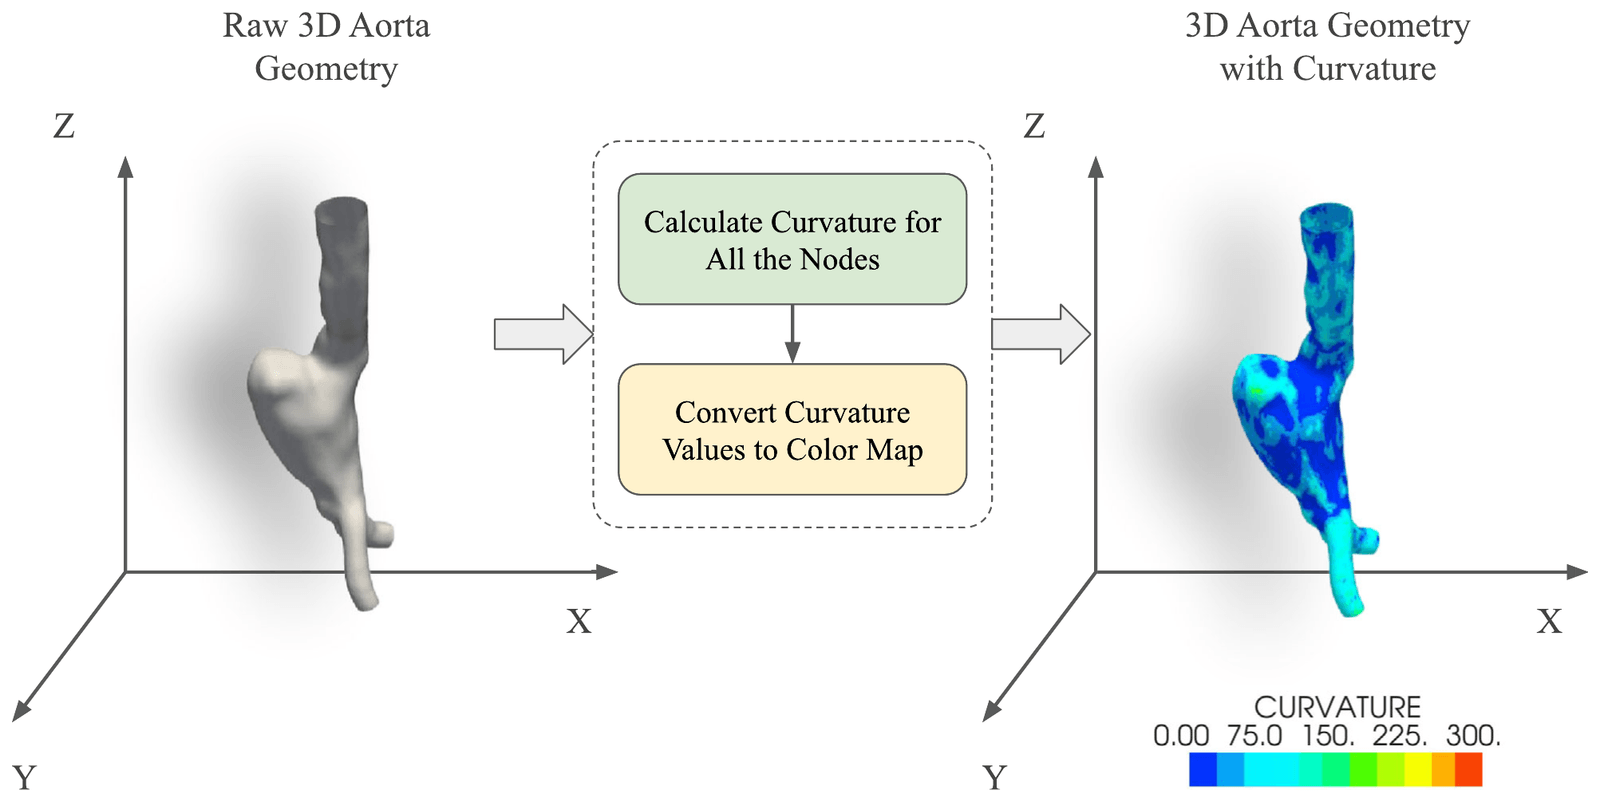 Raw 3D Aorta
Geometry
Z
X
Y
Calculate Curvature for
All the Nodes
Convert Curvature
Values to Color Map
3D Aorta Geometry
with Curvature
Z
X
Y
CURVATURE
0.00 75.0 150. 225. 300.